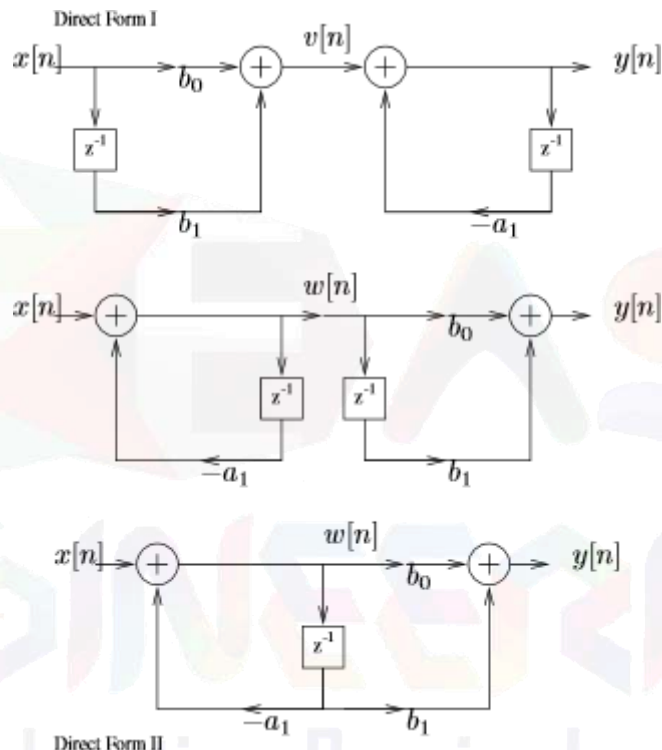 Direct Form I
x[n] b₀ + v[n] + y[n]
z⁻¹ z⁻¹
b₁ −a₁
x[n] + w[n] b₀ + y[n]
z⁻¹ z⁻¹
−a₁ b₁
x[n] + w[n] b₀ + y[n]
z⁻¹
−a₁ b₁
Direct Form II